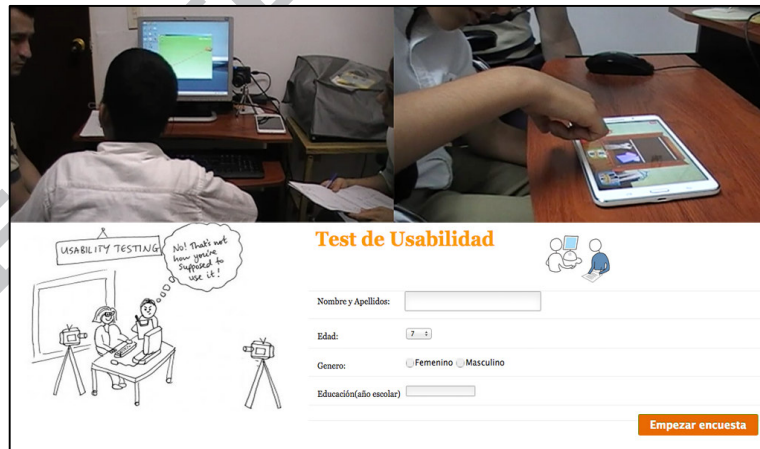 USABILITY TESTING
No! That's not
how you're
supposed to
use it!
Test de Usabilidad
Nombre y Apellidos:
Edad:
7
Genero:
Femenino
Masculino
Educación(año escolar)
Empezar encuesta